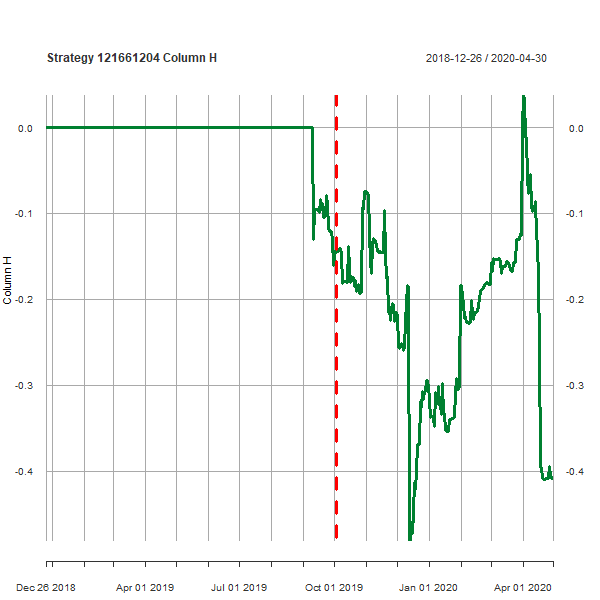 Strategy 121661204 Column H
2018-12-26 / 2020-04-30
0.0
0.0
-0.1
-0.1
-0.2
-0.2
-0.3
-0.3
-0.4
-0.4
Column H
Dec 26 2018
Apr 01 2019
Jul 01 2019
Oct 01 2019
Jan 01 2020
Apr 01 2020